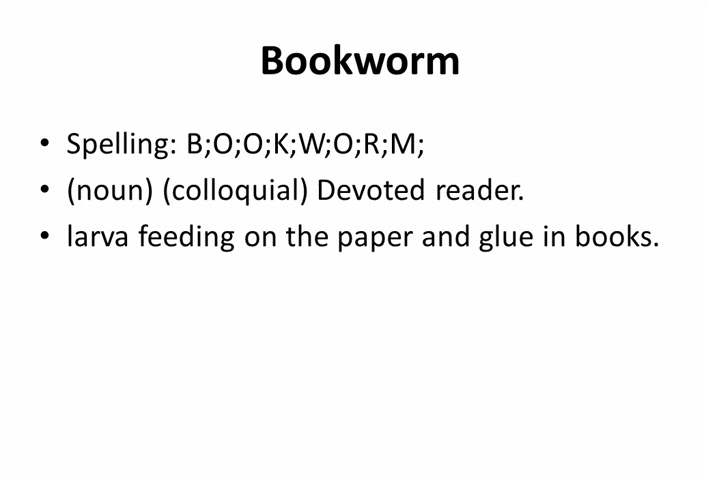 Bookworm
• Spelling: B;O;O;K;W;O;R;M;
• (noun) (colloquial) Devoted reader.
• larva feeding on the paper and glue in books.